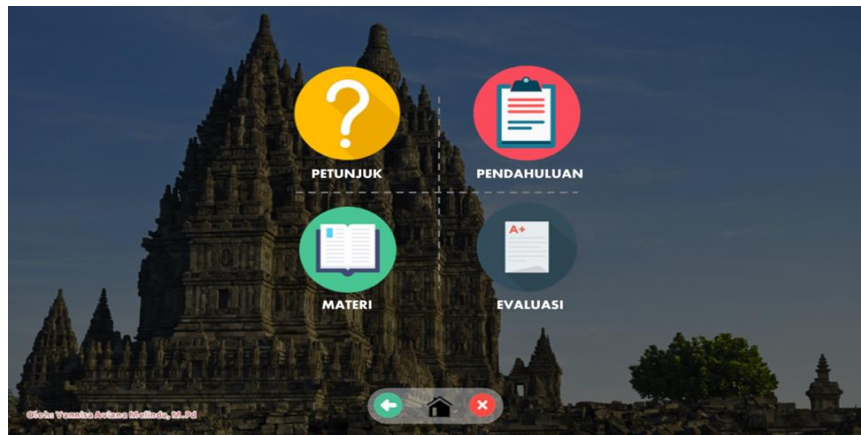 PETUNJUK
PENDAHULUAN
A+
MATERI
EVALUASI
Oleh: Vannisa Aviana Melinda, M.Pd